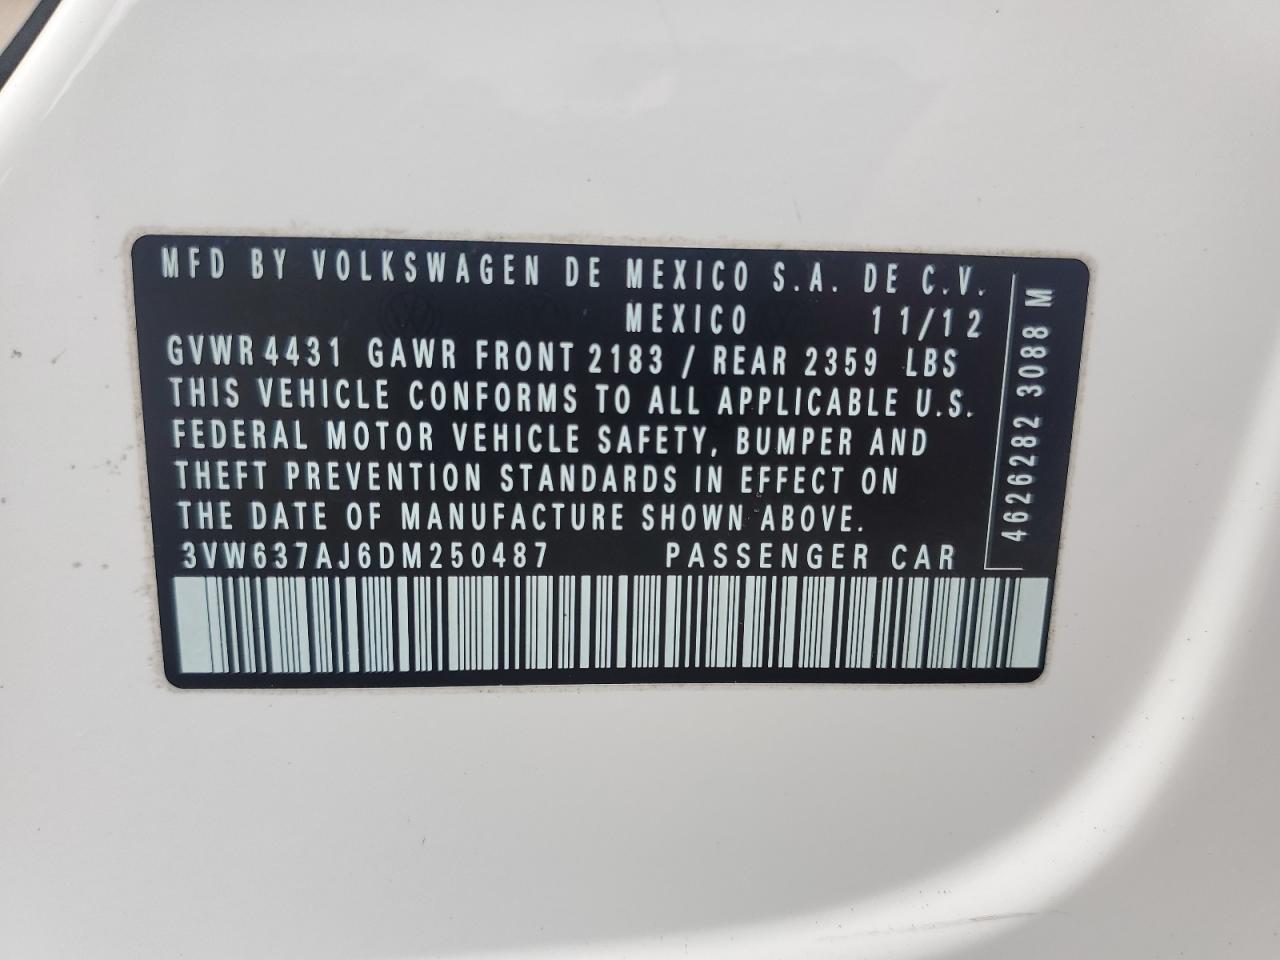 MFD BY VOLKSWAGEN DE MEXICO S.A. DE C.V.
MEXICO 11/12
GVWR 4431 GAWR FRONT 2183 / REAR 2359 LBS
THIS VEHICLE CONFORMS TO ALL APPLICABLE U.S.
FEDERAL MOTOR VEHICLE SAFETY, BUMPER AND
THEFT PREVENTION STANDARDS IN EFFECT ON
THE DATE OF MANUFACTURE SHOWN ABOVE.
3VW637AJ6DM250487 PASSENGER CAR
4626282 3088 M